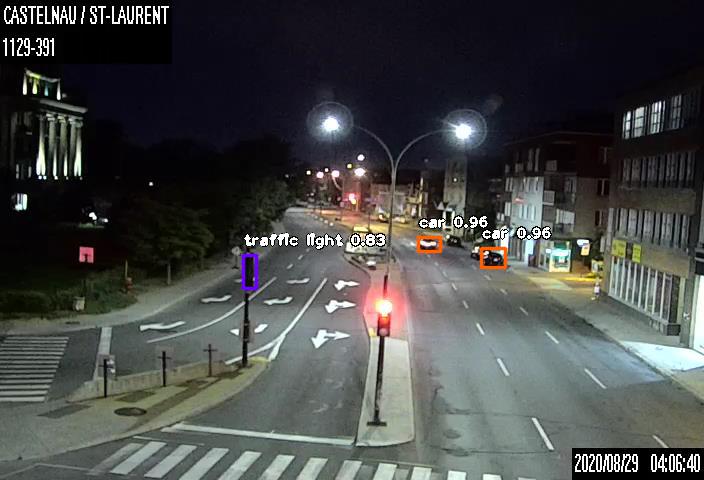 CASTELNAU / ST-LAURENT
1129-391
car 0.96
car 0.96
traffic light 0.83
2020/08/29 04:06:40